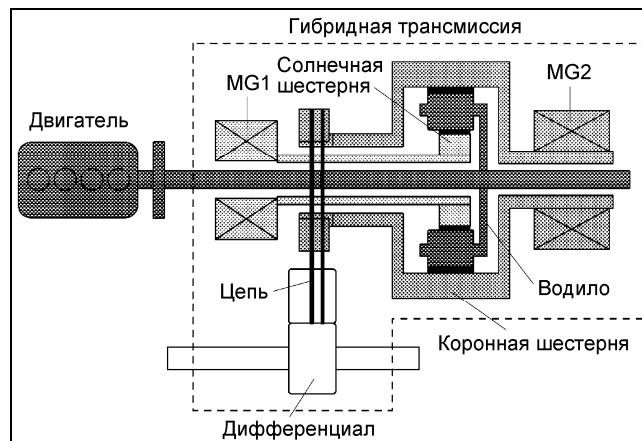 Гибридная трансмиссия
Солнечная
шестерня
MG1
MG2
Двигатель
Цепь
Водило
Коронная шестерня
Дифференциал